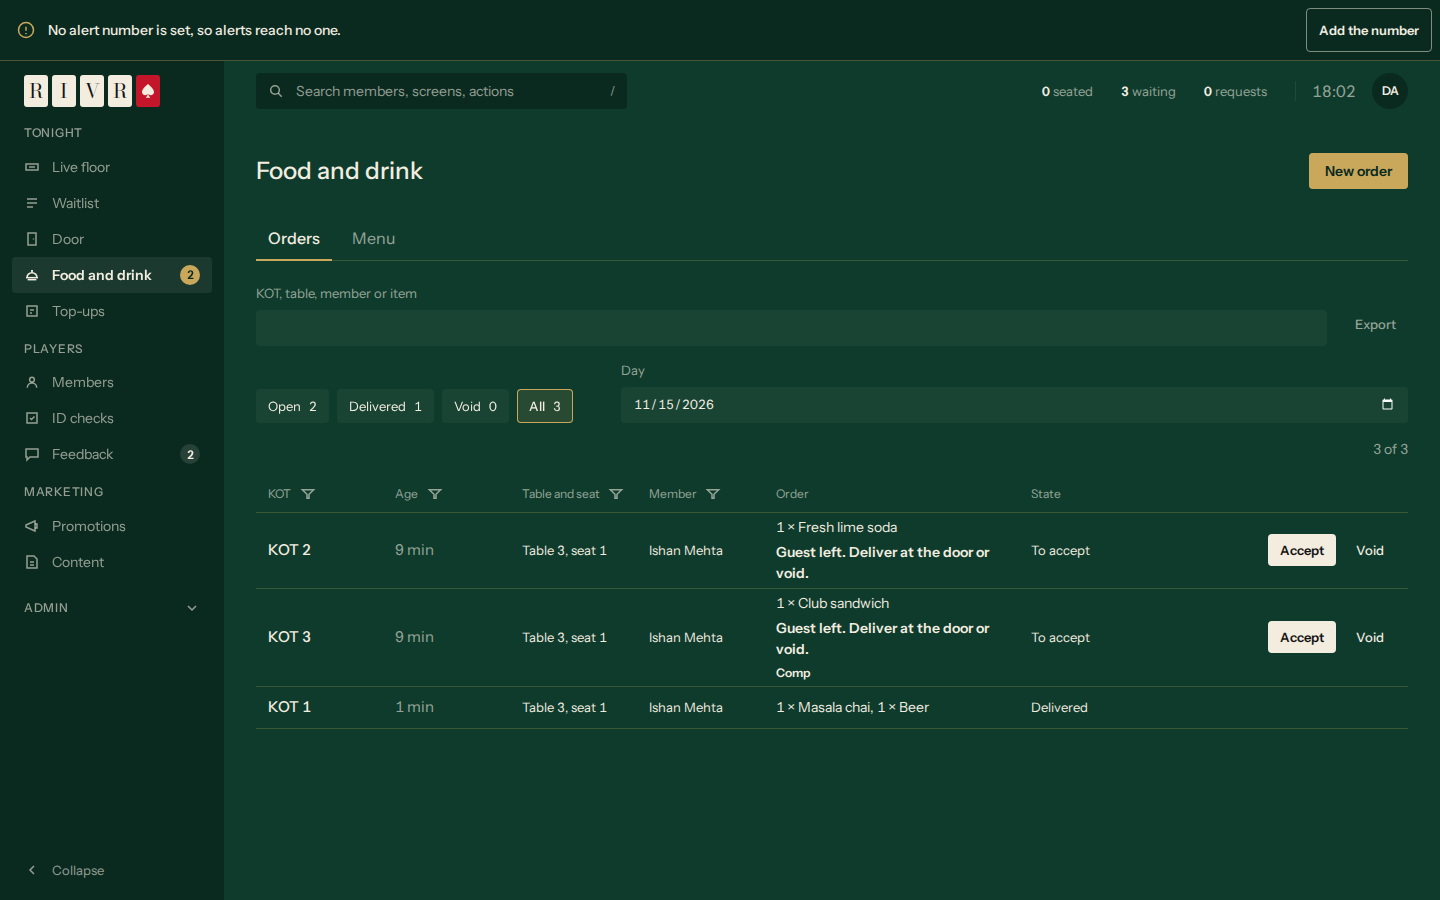 No alert number is set, so alerts reach no one.
Add the number
RIVR
Search members, screens, actions /
0 seated 3 waiting 0 requests 18:02 DA
TONIGHT
Live floor
Waitlist
Door
Food and drink 2
Top-ups
PLAYERS
Members
ID checks
Feedback 2
MARKETING
Promotions
Content
ADMIN
Collapse
Food and drink
New order
Orders Menu
KOT, table, member or item
Export
Open 2 Delivered 1 Void 0 All 3
Day
11/15/2026
3 of 3
KOT Age Table and seat Member Order State
KOT 2 9 min Table 3, seat 1 Ishan Mehta 1 × Fresh lime soda
Guest left. Deliver at the door or
void.
To accept Accept Void
KOT 3 9 min Table 3, seat 1 Ishan Mehta 1 × Club sandwich
Guest left. Deliver at the door or
void.
Comp
To accept Accept Void
KOT 1 1 min Table 3, seat 1 Ishan Mehta 1 × Masala chai, 1 × Beer Delivered